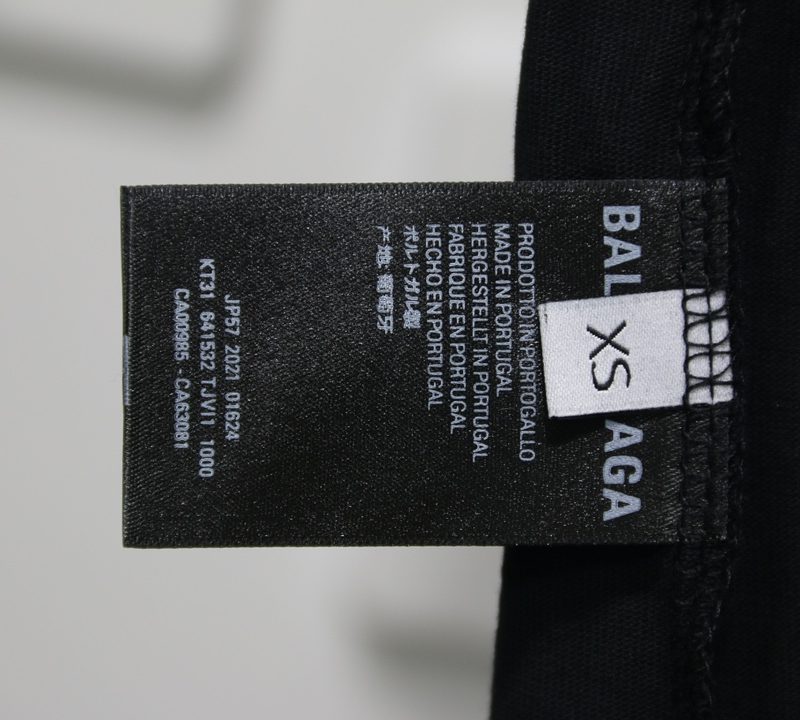 BAL AGA
XS
PRODOTTO IN PORTOGALLO
MADE IN PORTUGAL
HERGESTELLT IN PORTUGAL
FABRIQUE EN PORTUGAL
HECHO EN PORTUGAL
ポルトガル製
产地:葡萄牙
JP57 2021 01624
KT31 641532 TJVI1 1000
CA00985 - CA63081